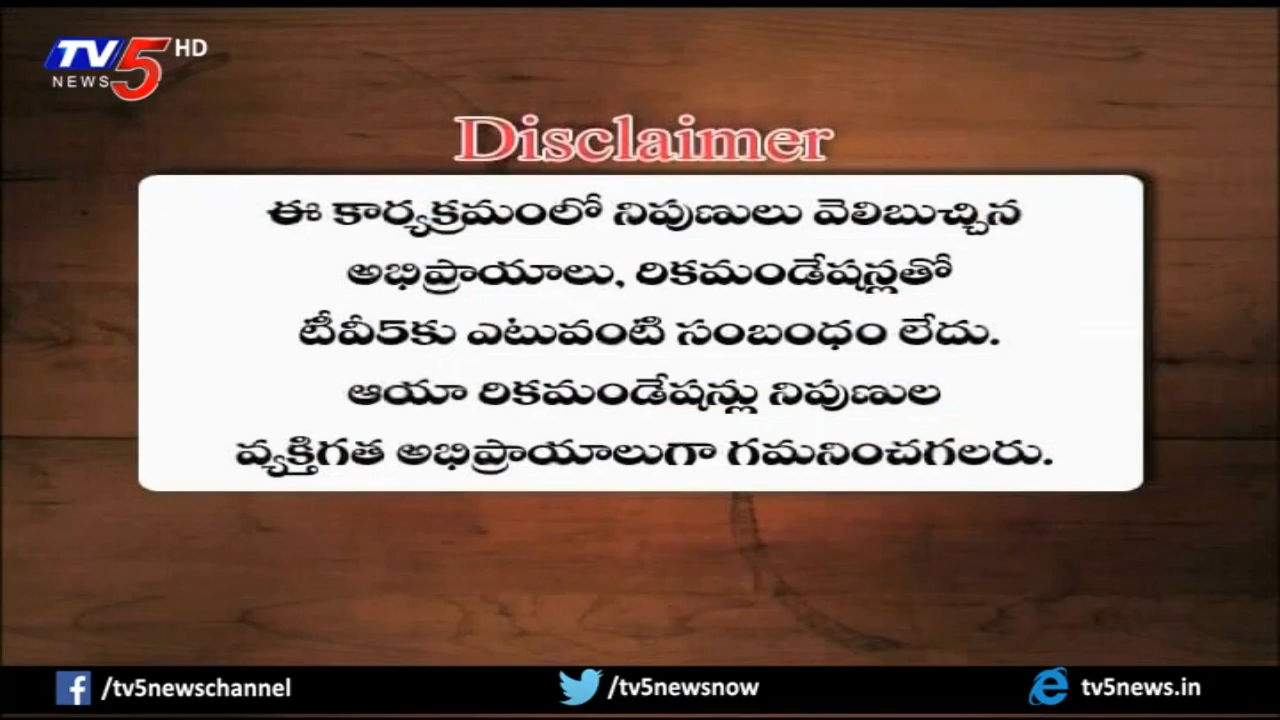 TV5 HD
NEWS
Disclaimer
ఈ కార్యక్రమంలో నిపుణులు వెలిబుచ్చిన
అభిప్రాయాలు, రికమండేషన్లతో
టీవీ5కు ఎటువంటి సంబంధం లేదు.
ఆయా రికమండేషన్లు నిపుణుల
వ్యక్తిగత అభిప్రాయాలుగా గమనించగలరు.
/tv5newschannel
/tv5newsnow
tv5news.in